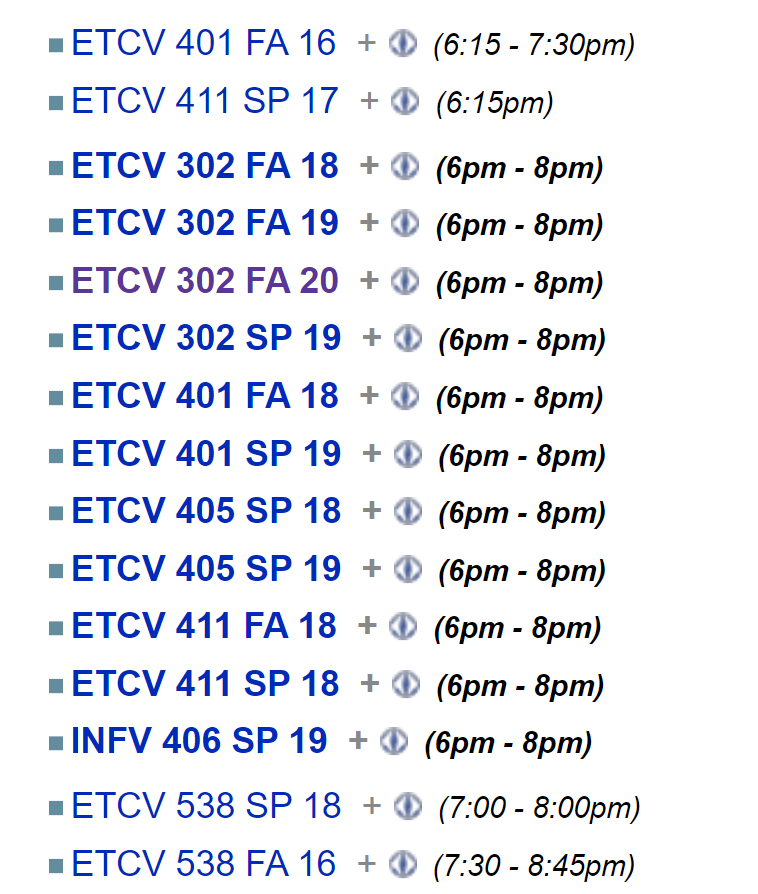 ETCV 401 FA 16 + (6:15 - 7:30pm)
ETCV 411 SP 17 + (6:15pm)
ETCV 302 FA 18 + (6pm - 8pm)
ETCV 302 FA 19 + (6pm - 8pm)
ETCV 302 FA 20 + (6pm - 8pm)
ETCV 302 SP 19 + (6pm - 8pm)
ETCV 401 FA 18 + (6pm - 8pm)
ETCV 401 SP 19 + (6pm - 8pm)
ETCV 405 SP 18 + (6pm - 8pm)
ETCV 405 SP 19 + (6pm - 8pm)
ETCV 411 FA 18 + (6pm - 8pm)
ETCV 411 SP 18 + (6pm - 8pm)
INFV 406 SP 19 + (6pm - 8pm)
ETCV 538 SP 18 + (7:00 - 8:00pm)
ETCV 538 FA 16 + (7:30 - 8:45pm)